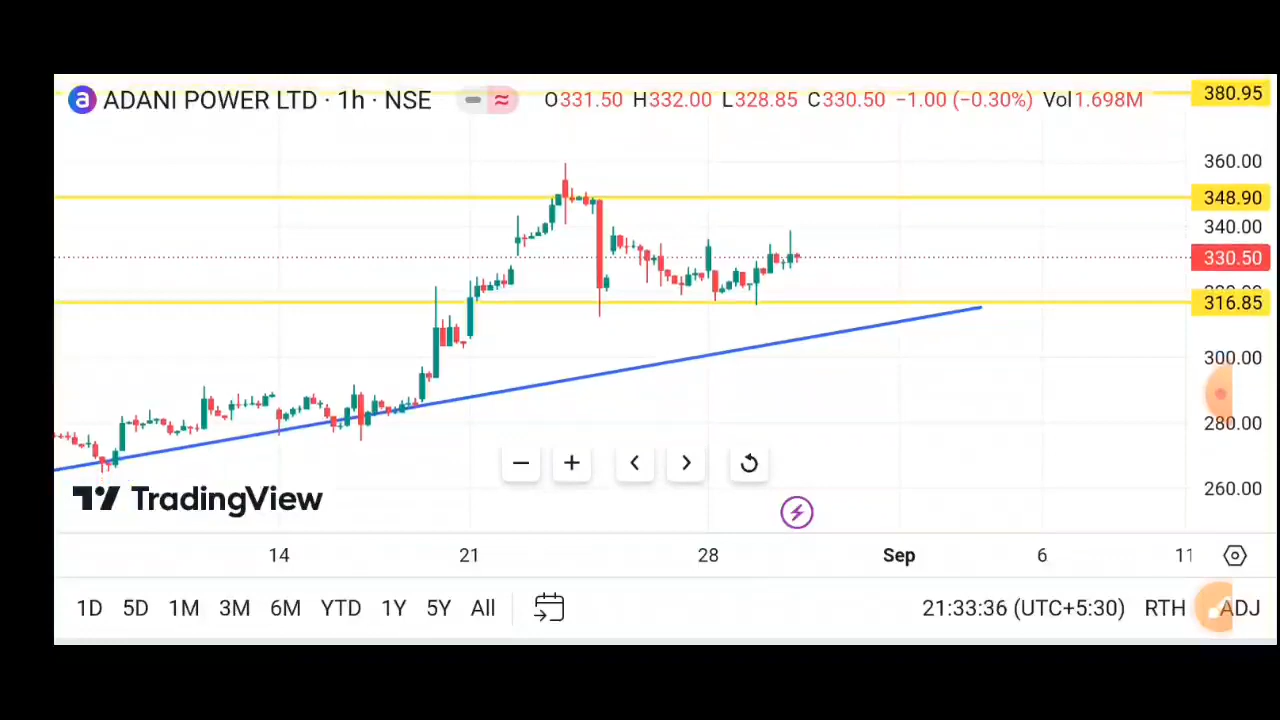 ADANI POWER LTD · 1h · NSE
O331.50 H332.00 L328.85 C330.50 −1.00 (−0.30%) Vol1.698M
380.95
360.00
348.90
340.00
330.50
316.85
300.00
280.00
260.00
TradingView
14 21 28 Sep 6 11
1D 5D 1M 3M 6M YTD 1Y 5Y All
21:33:36 (UTC+5:30) RTH ADJ